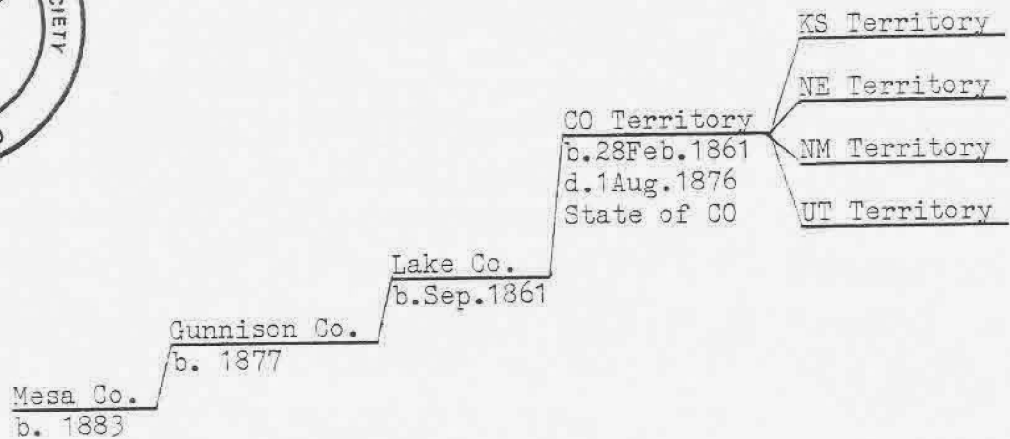 CIETY
KS Territory
NE Territory
CO Territory
b.28Feb.1861
NM Territory
d.1Aug.1876
State of CO
UT Territory
Lake Co.
b.Sep.1861
Gunnison Co.
b. 1877
Mesa Co.
b. 1883